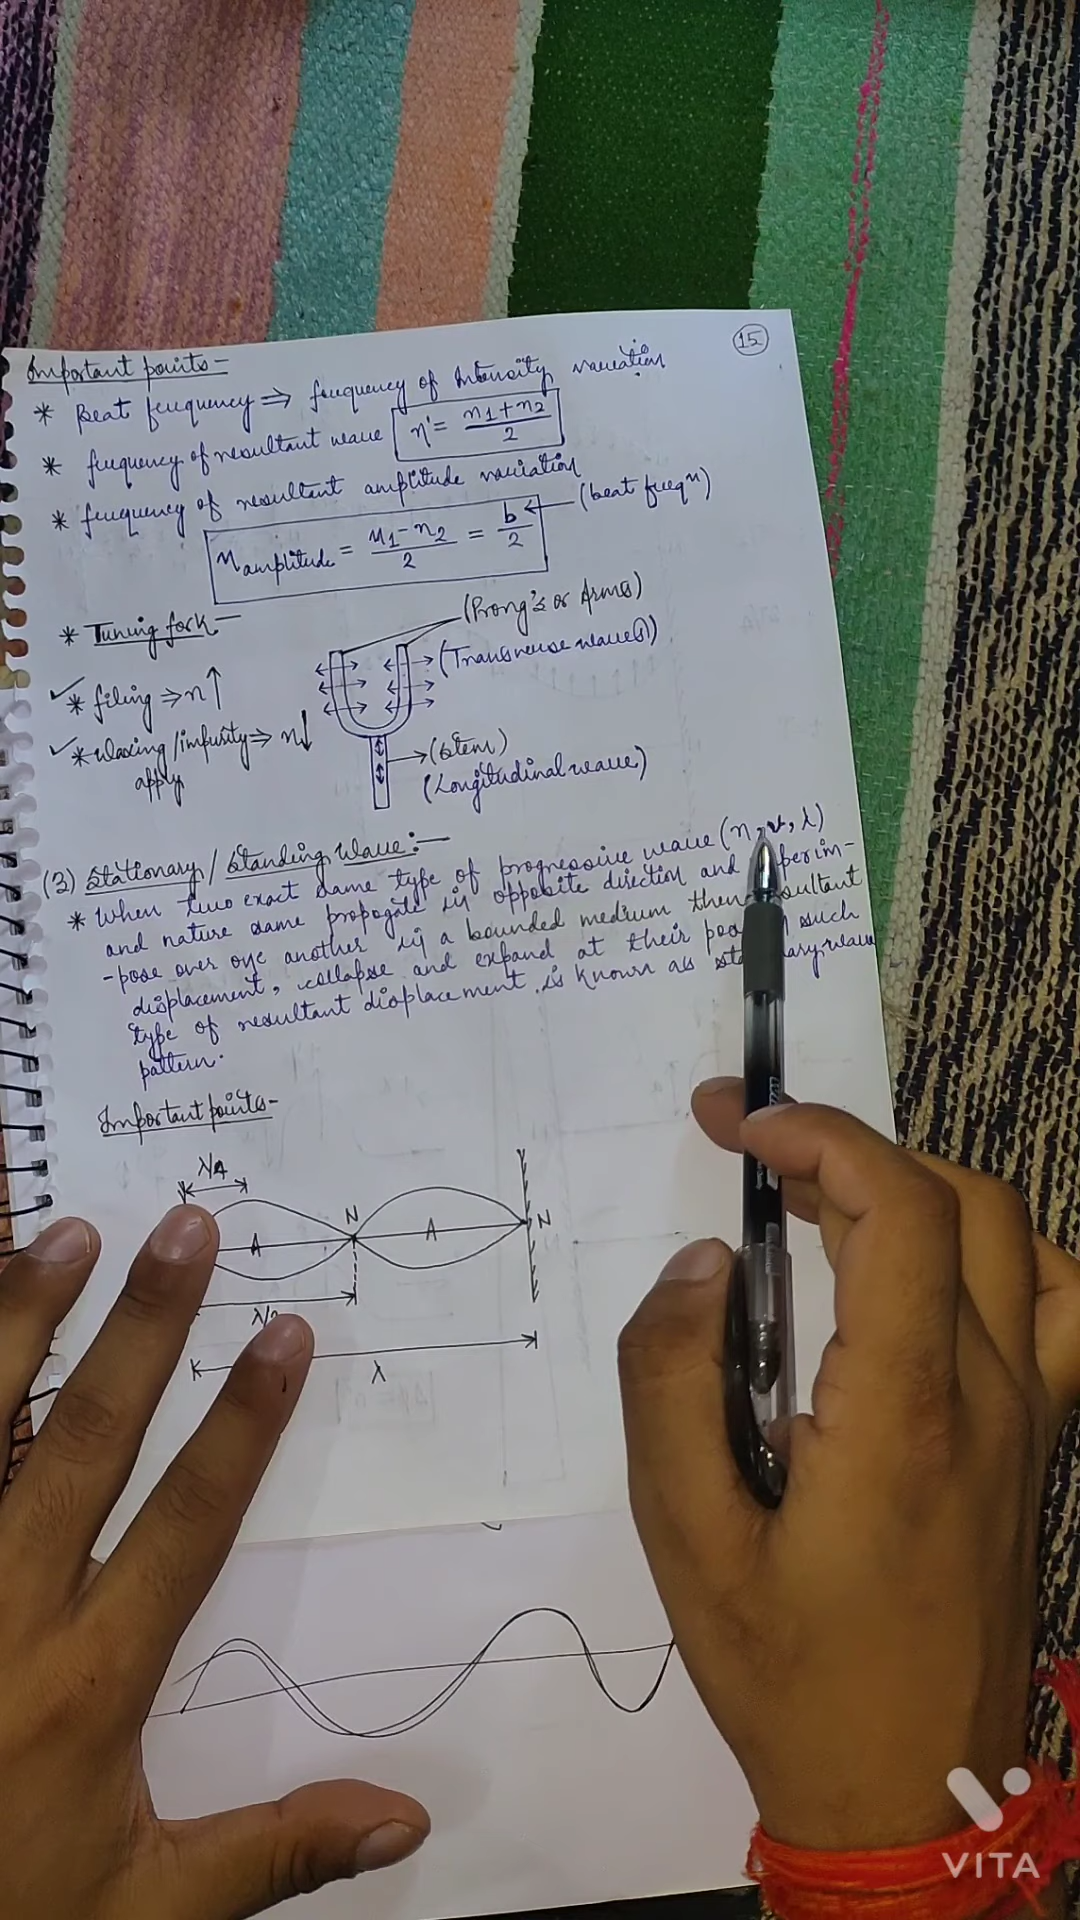 15
Important points-
* Beat frequency ⇒ frequency of Intensity variation
* frequency of resultant wave n' = n1+n2/2
* frequency of resultant amplitude variation
n amplitude = n1-n2/2 = b/2 (beat freqn)
* Tuning fork-
(Prong's or Arms)
(Transverse waves)
✓* filing ⇒ n↑
✓* Waxing/impurity ⇒ n↓
apply
(Stem)
(Longitudinal wave)
(3) Stationary/Standing Wave:-
* When two exact same type of progressive wave (n, v, λ)
and nature same propogate in opposite direction and
-pose over one another in a bounded medium then
displacement, collapse and expand at their such
type of resultant displacement is known as wave
pattern.
Important points-
λ/4
N
N
A
A
λ
VITA